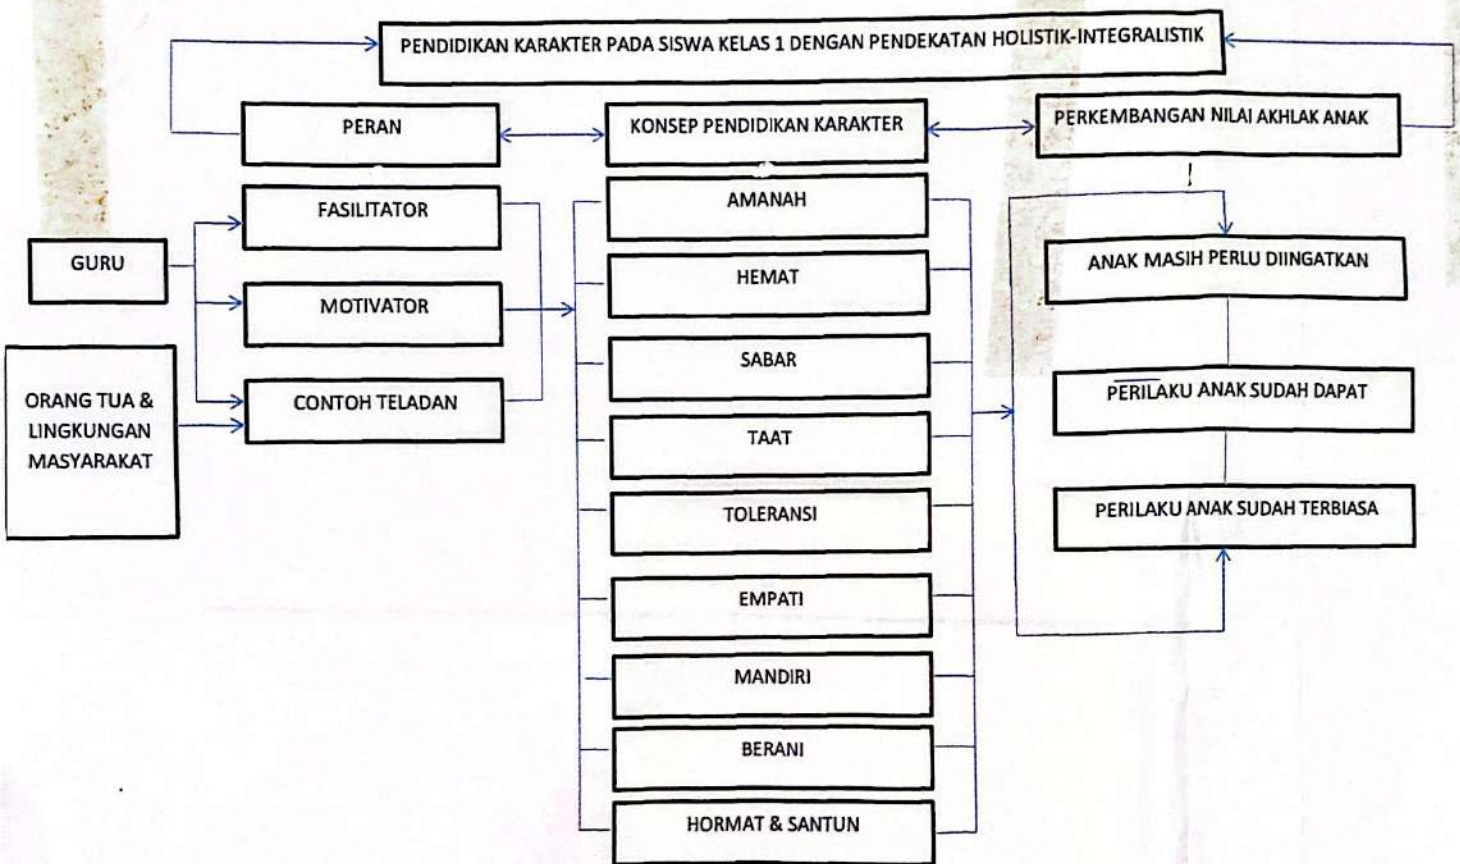 PENDIDIKAN KARAKTER PADA SISWA KELAS 1 DENGAN PENDEKATAN HOLISTIK-INTEGRALISTIK
PERAN
KONSEP PENDIDIKAN KARAKTER
PERKEMBANGAN NILAI AKHLAK ANAK
GURU
ORANG TUA &
LINGKUNGAN
MASYARAKAT
FASILITATOR
MOTIVATOR
CONTOH TELADAN
AMANAH
HEMAT
SABAR
TAAT
TOLERANSI
EMPATI
MANDIRI
BERANI
HORMAT & SANTUN
ANAK MASIH PERLU DIINGATKAN
PERILAKU ANAK SUDAH DAPAT
PERILAKU ANAK SUDAH TERBIASA